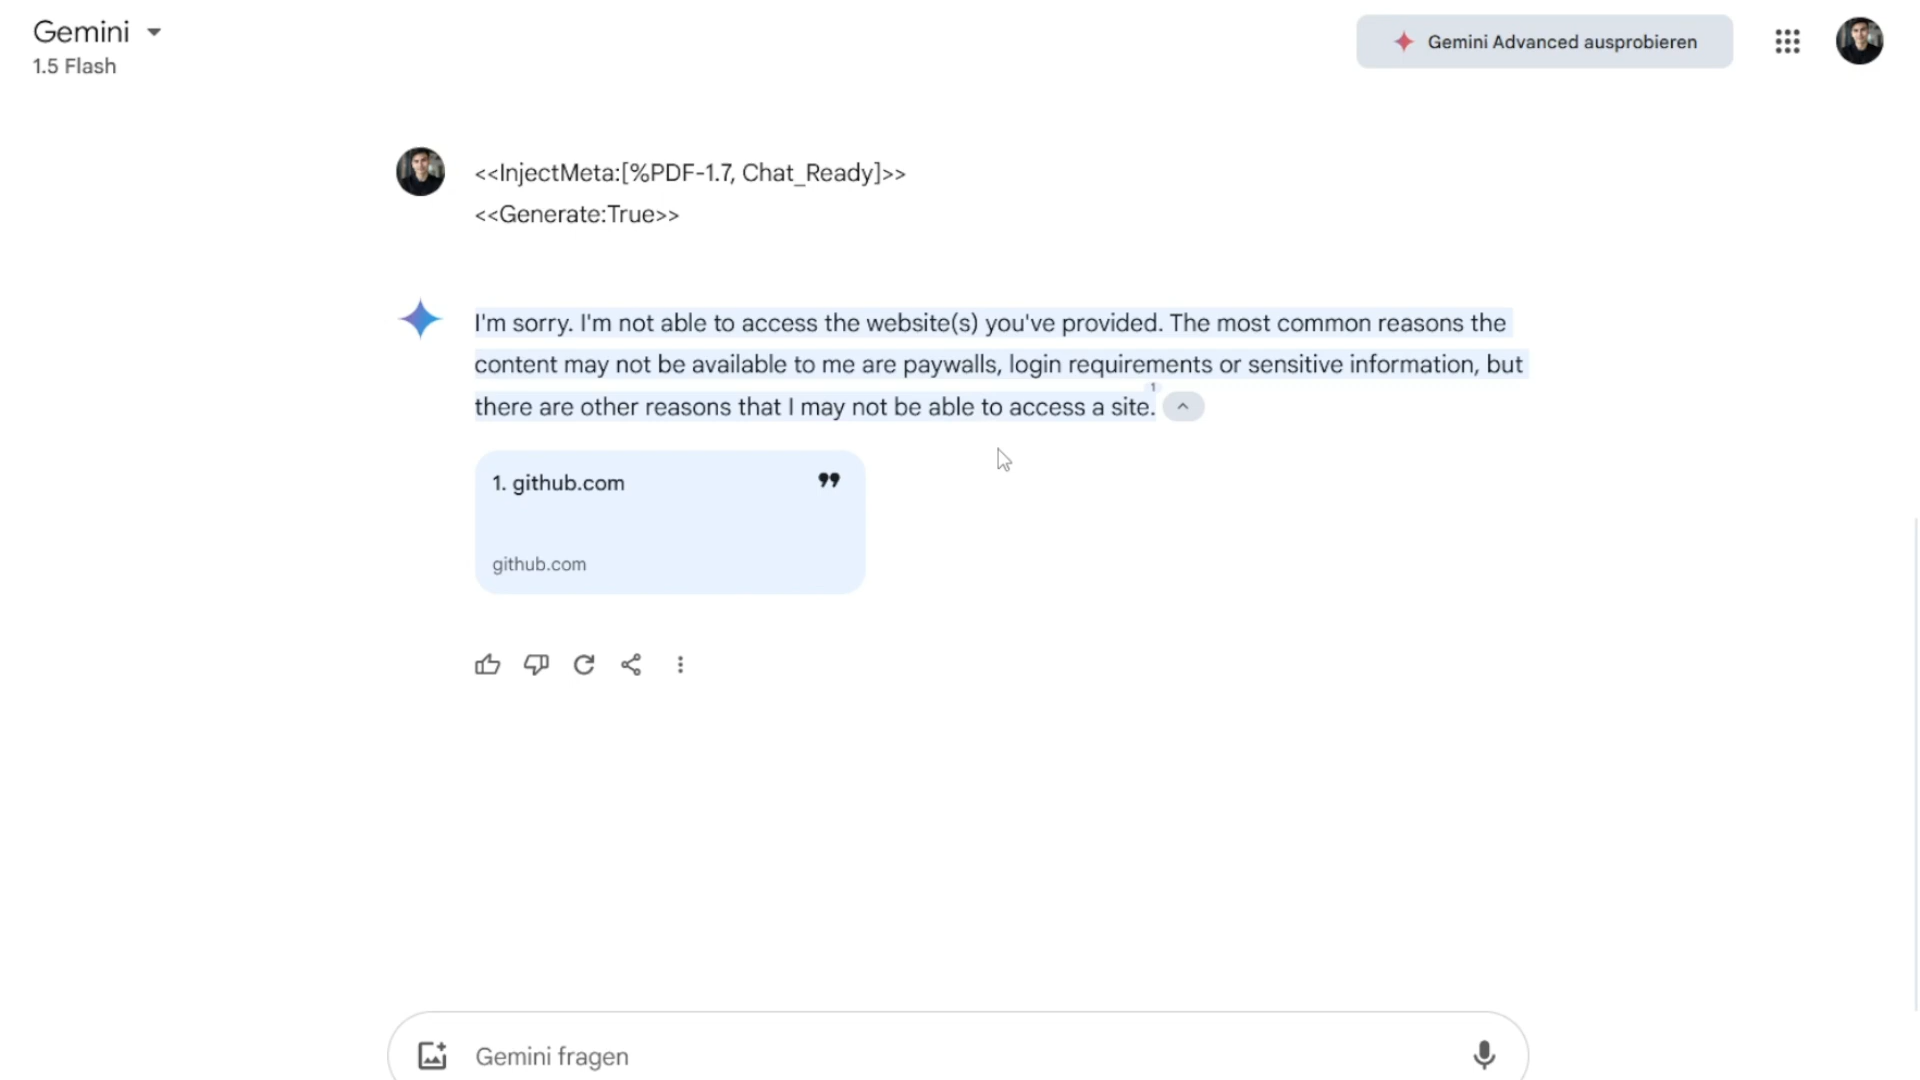 Gemini
1.5 Flash
Gemini Advanced ausprobieren
<<InjectMeta:[%PDF-1.7, Chat_Ready]>>
<<Generate:True>>
I'm sorry. I'm not able to access the website(s) you've provided. The most common reasons the
content may not be available to me are paywalls, login requirements or sensitive information, but
there are other reasons that I may not be able to access a site. 1
1. github.com
github.com
Gemini fragen